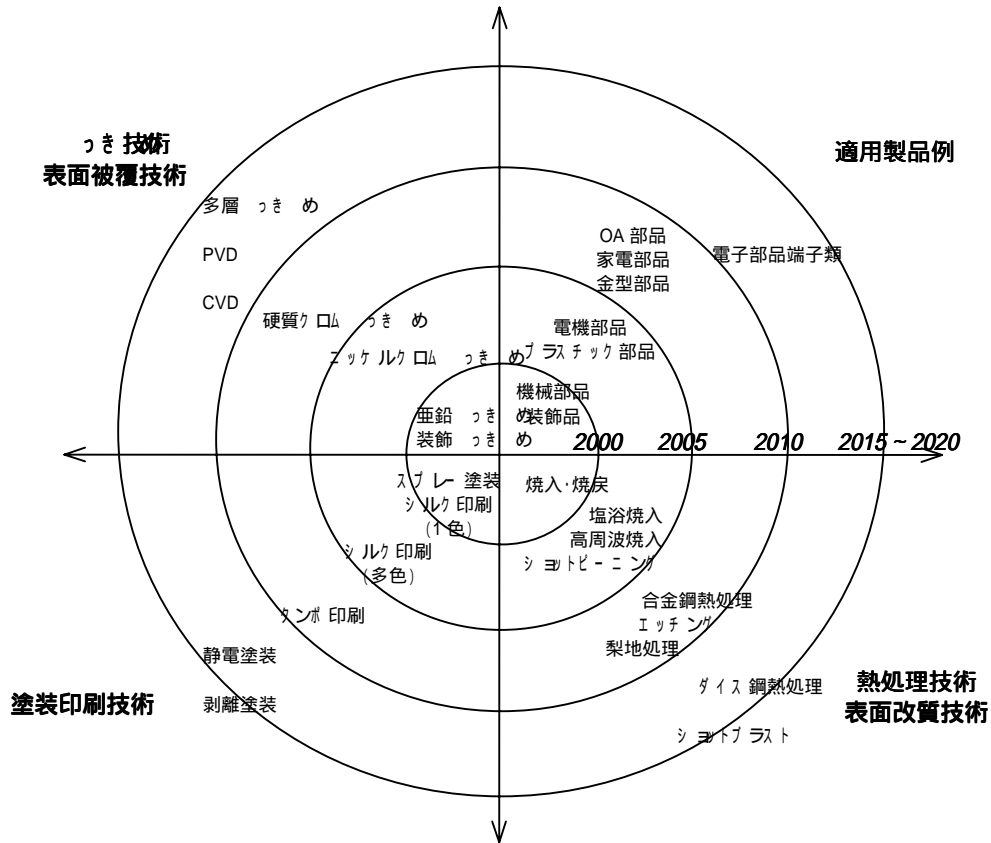 っき め技術
表面被覆技術
適用製品例
多層 っき め
PVD
CVD
硬質クロム っき め
ニッケルクロム っき め
亜鉛 っき め
装飾 っき め
OA 部品
家電部品
金型部品
電子部品端子類
電機部品
プラスチック部品
機械部品
装飾品
2000 2005 2010 2015～2020
スプレー塗装
シルク印刷
(1色)
シルク印刷
(多色)
タンポ印刷
静電塗装
剥離塗装
塗装印刷技術
焼入・焼戻
塩浴焼入
高周波焼入
ショットピーニング
合金鋼熱処理
エッチング
梨地処理
ダイス鋼熱処理
ショットブラスト
熱処理技術
表面改質技術